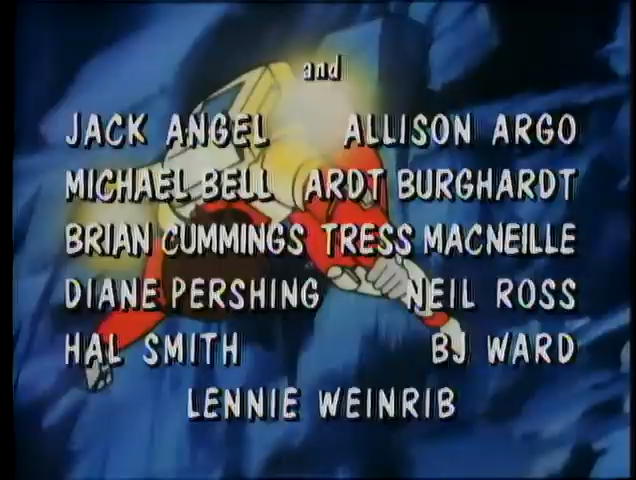 and
JACK ANGEL ALLISON ARGO
MICHAEL BELL ARDT BURGHARDT
BRIAN CUMMINGS TRESS MACNEILLE
DIANE PERSHING NEIL ROSS
HAL SMITH BJ WARD
LENNIE WEINRIB